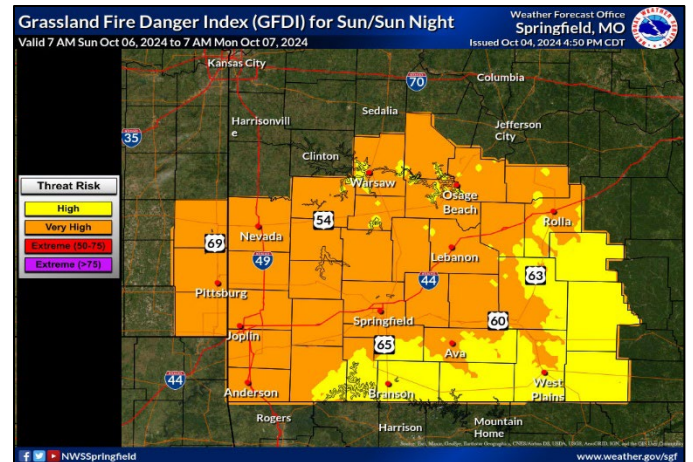 Grassland Fire Danger Index (GFDI) for Sun/Sun Night
Valid 7 AM Sun Oct 06, 2024 to 7 AM Mon Oct 07, 2024
Weather Forecast Office
Springfield, MO
Issued Oct 04, 2024 4:50 PM CDT
Kansas City
70
Columbia
Sedalia
35
Harrisonvill
e
Jefferson
City
Clinton
Warsaw
Osage
Beach
Threat Risk
High
Very High
Extreme (50-75)
Extreme (>75)
54
Rolla
69
Nevada
49
Lebanon
63
44
Pittsburg
Springfield
60
Joplin
65
Ava
44
Anderson
Branson
West
Plains
Rogers
Harrison
Mountain
Home
NWSSpringfield
www.weather.gov/sgf